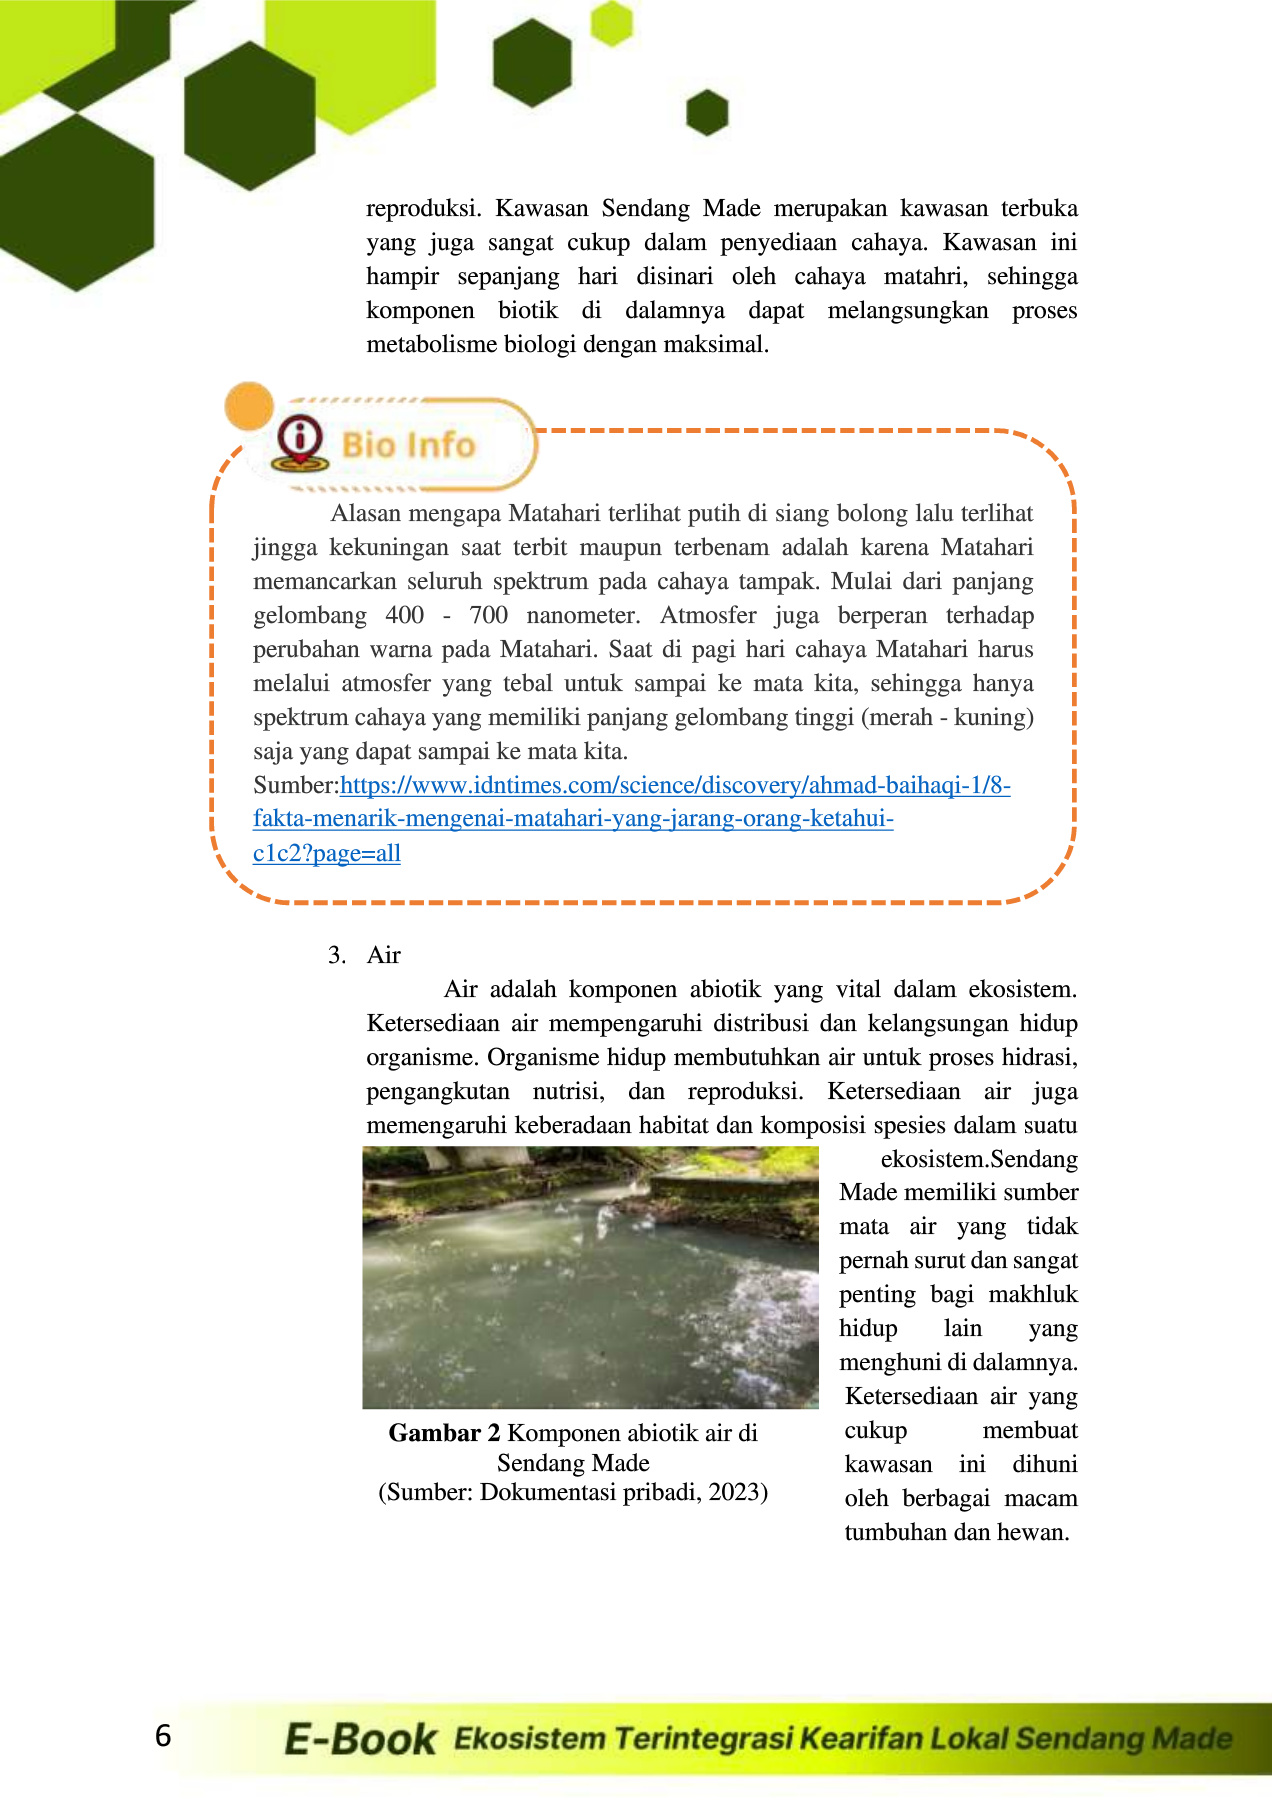 reproduksi. Kawasan Sendang Made merupakan kawasan terbuka
yang juga sangat cukup dalam penyediaan cahaya. Kawasan ini
hampir sepanjang hari disinari oleh cahaya matahri, sehingga
komponen biotik di dalamnya dapat melangsungkan proses
metabolisme biologi dengan maksimal.
Bio Info
Alasan mengapa Matahari terlihat putih di siang bolong lalu terlihat
jingga kekuningan saat terbit maupun terbenam adalah karena Matahari
memancarkan seluruh spektrum pada cahaya tampak. Mulai dari panjang
gelombang 400 - 700 nanometer. Atmosfer juga berperan terhadap
perubahan warna pada Matahari. Saat di pagi hari cahaya Matahari harus
melalui atmosfer yang tebal untuk sampai ke mata kita, sehingga hanya
spektrum cahaya yang memiliki panjang gelombang tinggi (merah - kuning)
saja yang dapat sampai ke mata kita.
Sumber:https://www.idntimes.com/science/discovery/ahmad-baihaqi-1/8-
fakta-menarik-mengenai-matahari-yang-jarang-orang-ketahui-
c1c2?page=all
3. Air
Air adalah komponen abiotik yang vital dalam ekosistem.
Ketersediaan air mempengaruhi distribusi dan kelangsungan hidup
organisme. Organisme hidup membutuhkan air untuk proses hidrasi,
pengangkutan nutrisi, dan reproduksi. Ketersediaan air juga
memengaruhi keberadaan habitat dan komposisi spesies dalam suatu
ekosistem.Sendang
Made memiliki sumber
mata air yang tidak
pernah surut dan sangat
penting bagi makhluk
hidup lain yang
menghuni di dalamnya.
Ketersediaan air yang
cukup membuat
kawasan ini dihuni
oleh berbagai macam
tumbuhan dan hewan.
Gambar 2 Komponen abiotik air di
Sendang Made
(Sumber: Dokumentasi pribadi, 2023)
6
E-Book Ekosistem Terintegrasi Kearifan Lokal Sendang Made